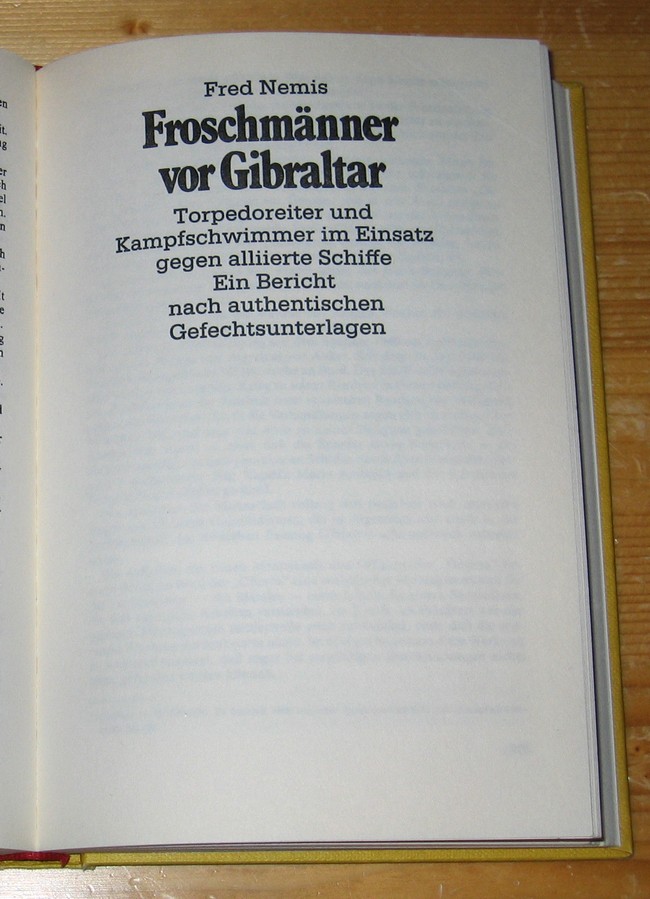 Fred Nemis
Froschmänner
vor Gibraltar
Torpedoreiter und
Kampfschwimmer im Einsatz
gegen alliierte Schiffe
Ein Bericht
nach authentischen
Gefechtsunterlagen